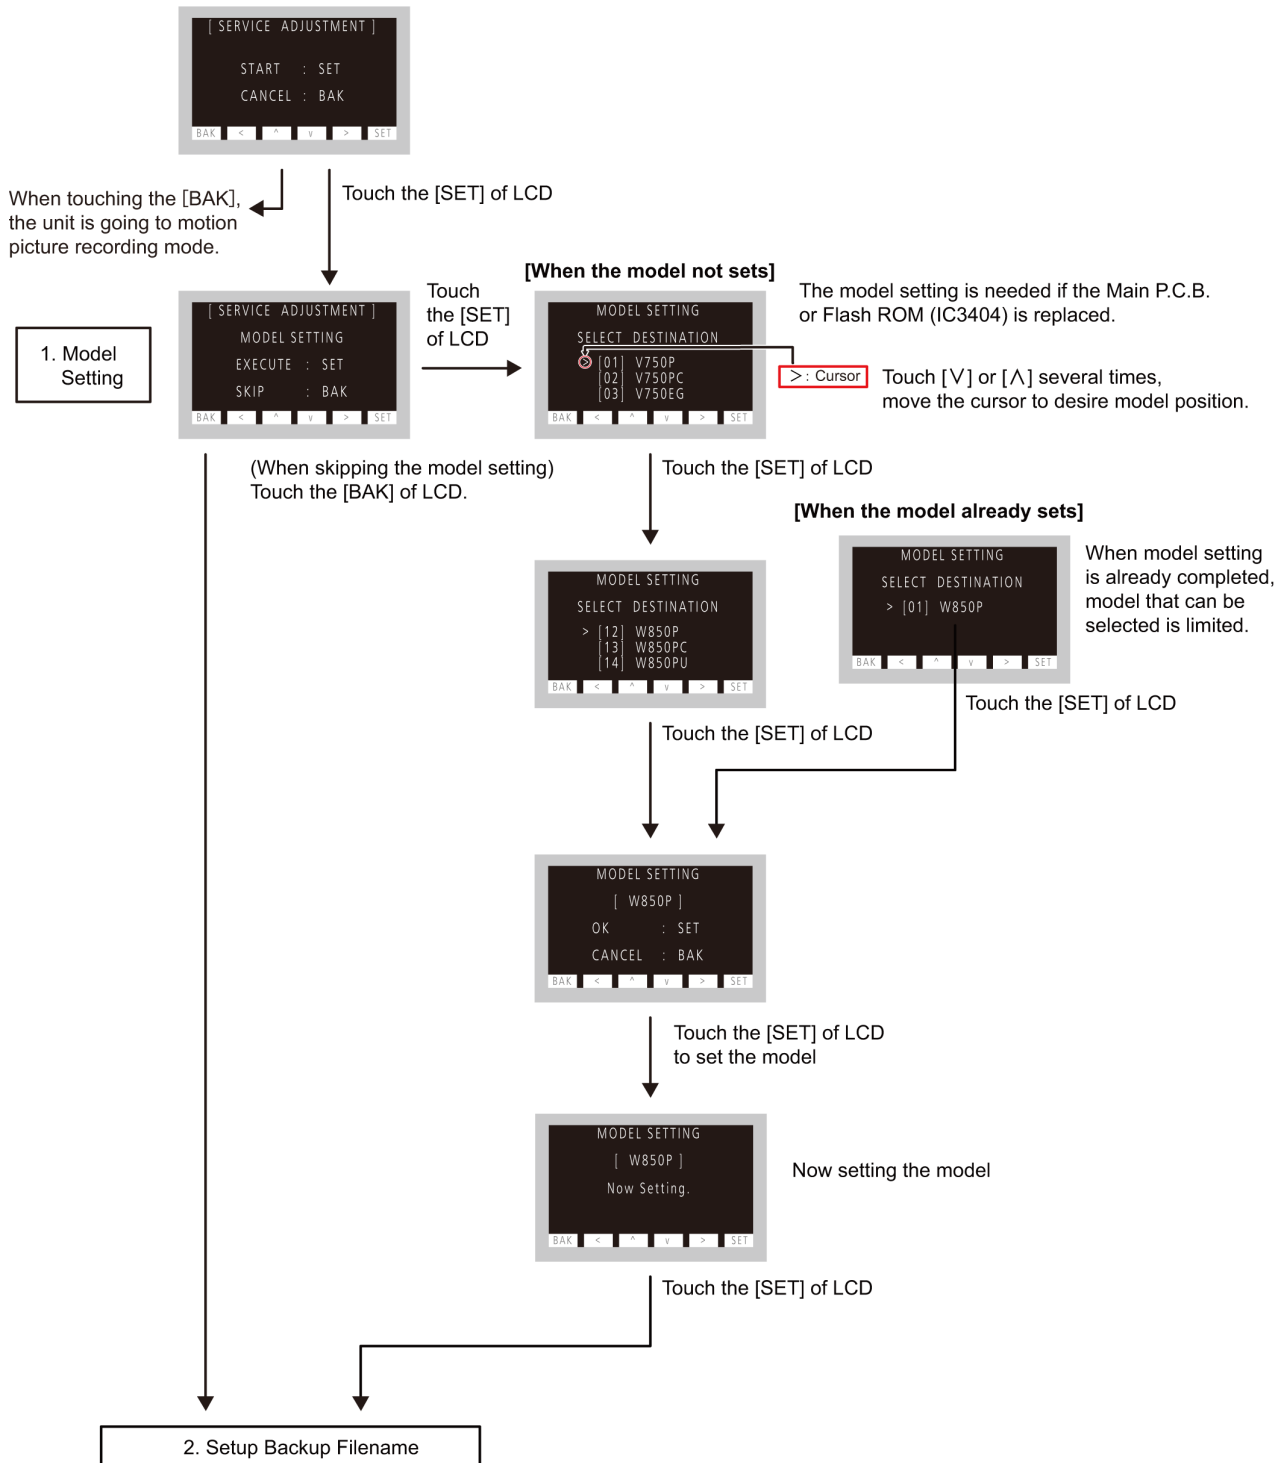 [ SERVICE ADJUSTMENT ]
START : SET
CANCEL : BAK
BAK < ^ v > SET
When touching the [BAK],
the unit is going to motion
picture recording mode.
Touch the [SET] of LCD
1. Model
Setting
[ SERVICE ADJUSTMENT ]
MODEL SETTING
EXECUTE : SET
SKIP : BAK
BAK < ^ v > SET
Touch
the [SET]
of LCD
[When the model not sets]
MODEL SETTING
SELECT DESTINATION
> [01] V750P
[02] V750PC
[03] V750EG
BAK < ^ v > SET
The model setting is needed if the Main P.C.B.
or Flash ROM (IC3404) is replaced.
>: Cursor
Touch [∨] or [∧] several times,
move the cursor to desire model position.
(When skipping the model setting)
Touch the [BAK] of LCD.
Touch the [SET] of LCD
[When the model already sets]
MODEL SETTING
SELECT DESTINATION
> [01] W850P
BAK < ^ v > SET
When model setting
is already completed,
model that can be
selected is limited.
MODEL SETTING
SELECT DESTINATION
> [12] W850P
[13] W850PC
[14] W850PU
BAK < ^ v > SET
Touch the [SET] of LCD
Touch the [SET] of LCD
MODEL SETTING
[ W850P ]
OK : SET
CANCEL : BAK
BAK < ^ v > SET
Touch the [SET] of LCD
to set the model
MODEL SETTING
[ W850P ]
Now Setting.
BAK < ^ v > SET
Now setting the model
Touch the [SET] of LCD
2. Setup Backup Filename